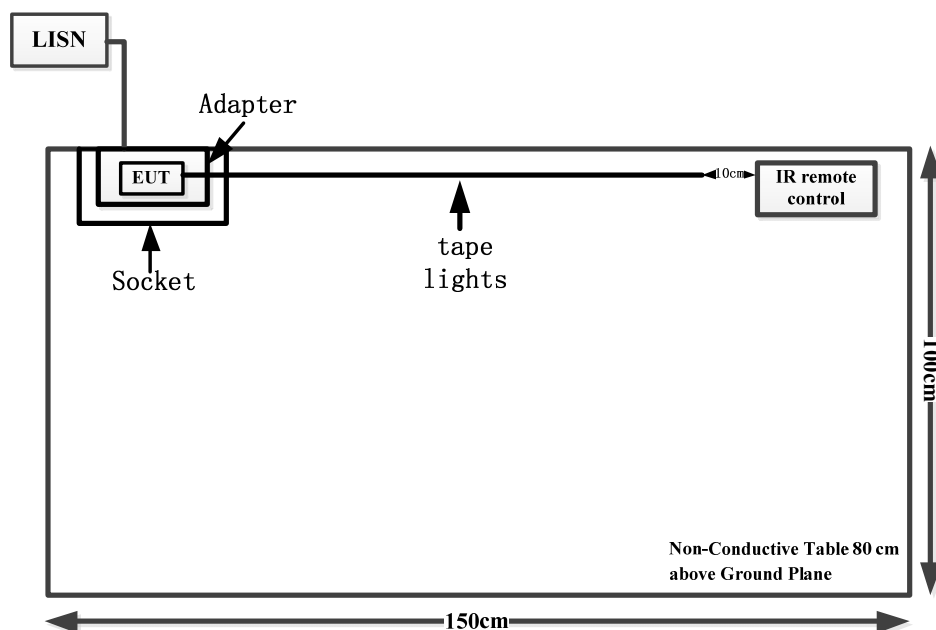 LISN
Adapter
EUT
10cm
IR remote
control
tape
lights
Socket
100cm
Non-Conductive Table 80 cm
above Ground Plane
150cm